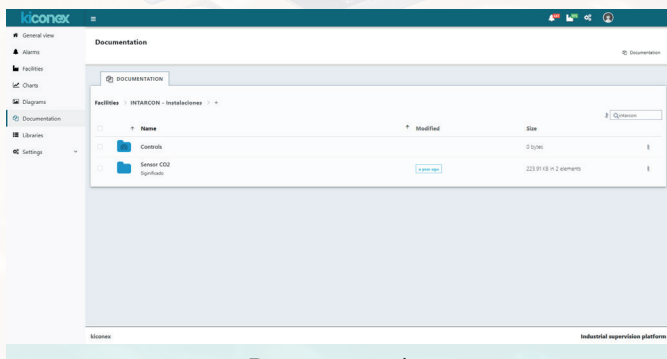 kiconex
General view
Alarms
Facilities
Charts
Diagrams
Documentation
Libraries
Settings
Documentation
Documentation
DOCUMENTATION
Facilities > INTARCON - Instalaciones > +
intarcon
Name
Modified
Size
Controls
0 bytes
Sensor CO2
Significado
a year ago
223.91 KB in 2 elements
kiconex
Industrial supervision platform